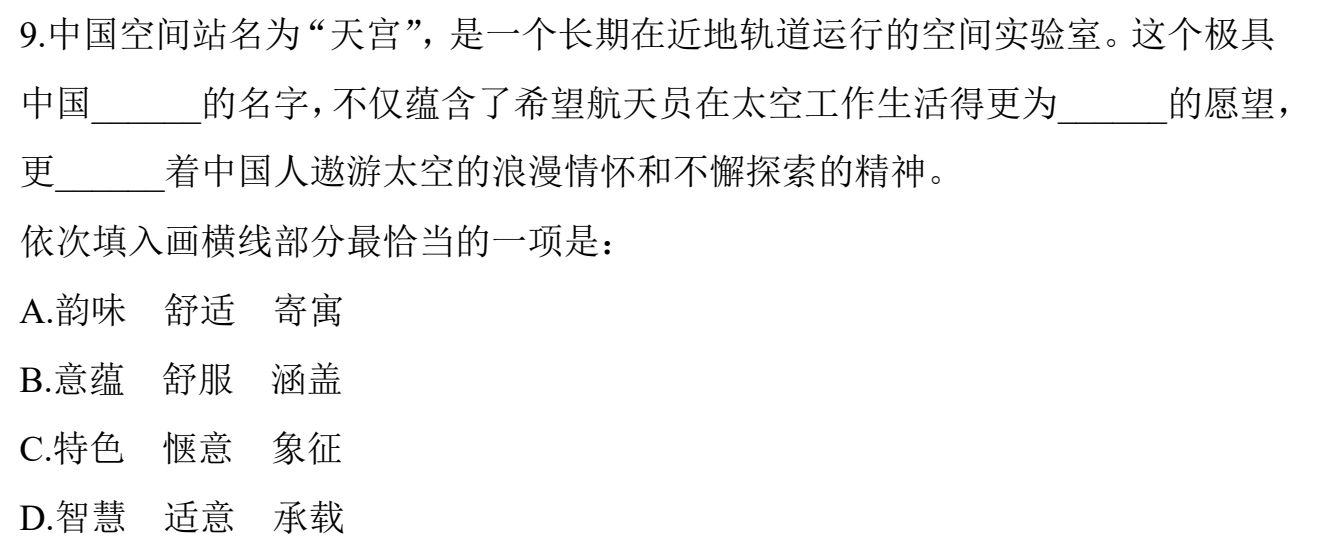 9.中国空间站名为“天宫”，是一个长期在近地轨道运行的空间实验室。这个极具
中国______的名字，不仅蕴含了希望航天员在太空工作生活得更为______的愿望，
更______着中国人遨游太空的浪漫情怀和不懈探索的精神。
依次填入画横线部分最恰当的一项是：
A.韵味　舒适　寄寓
B.意蕴　舒服　涵盖
C.特色　惬意　象征
D.智慧　适意　承载